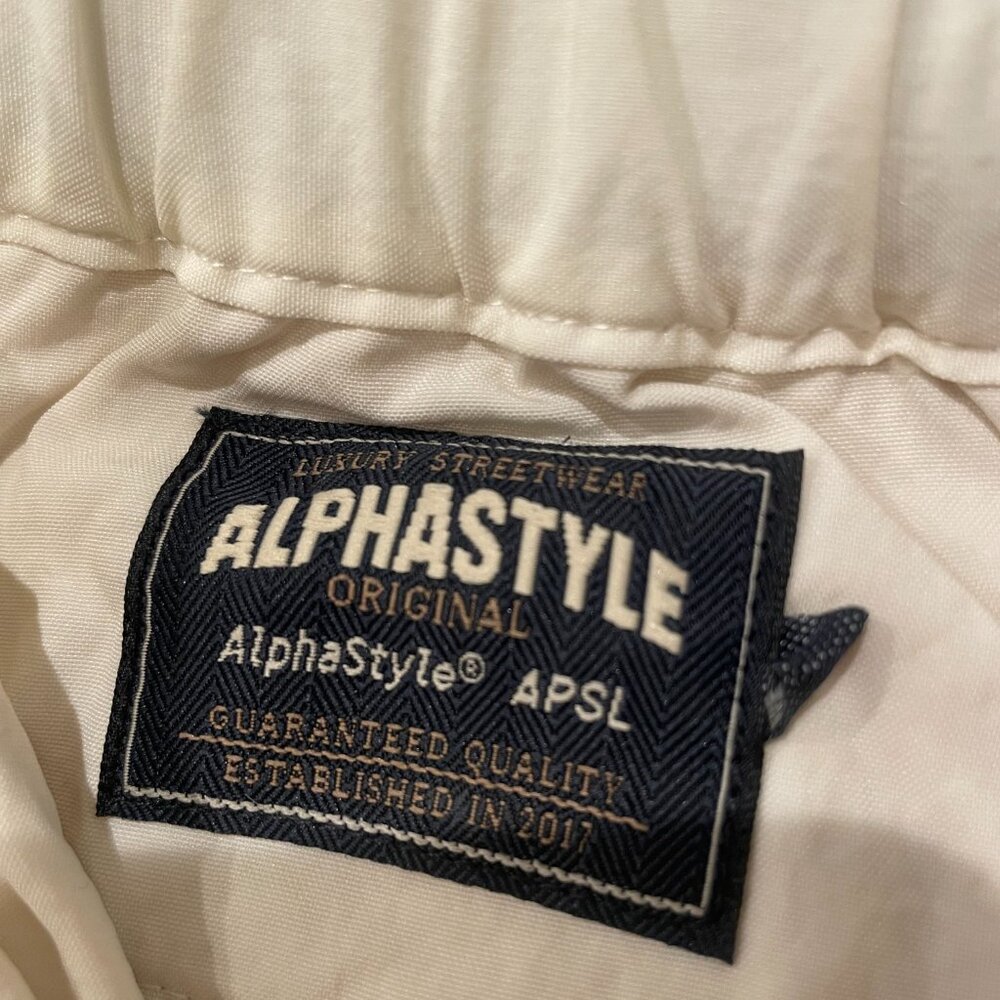 LUXURY STREETWEAR
ALPHASTYLE
ORIGINAL
AlphaStyle® APSL
GUARANTEED QUALITY
ESTABLISHED IN 2017